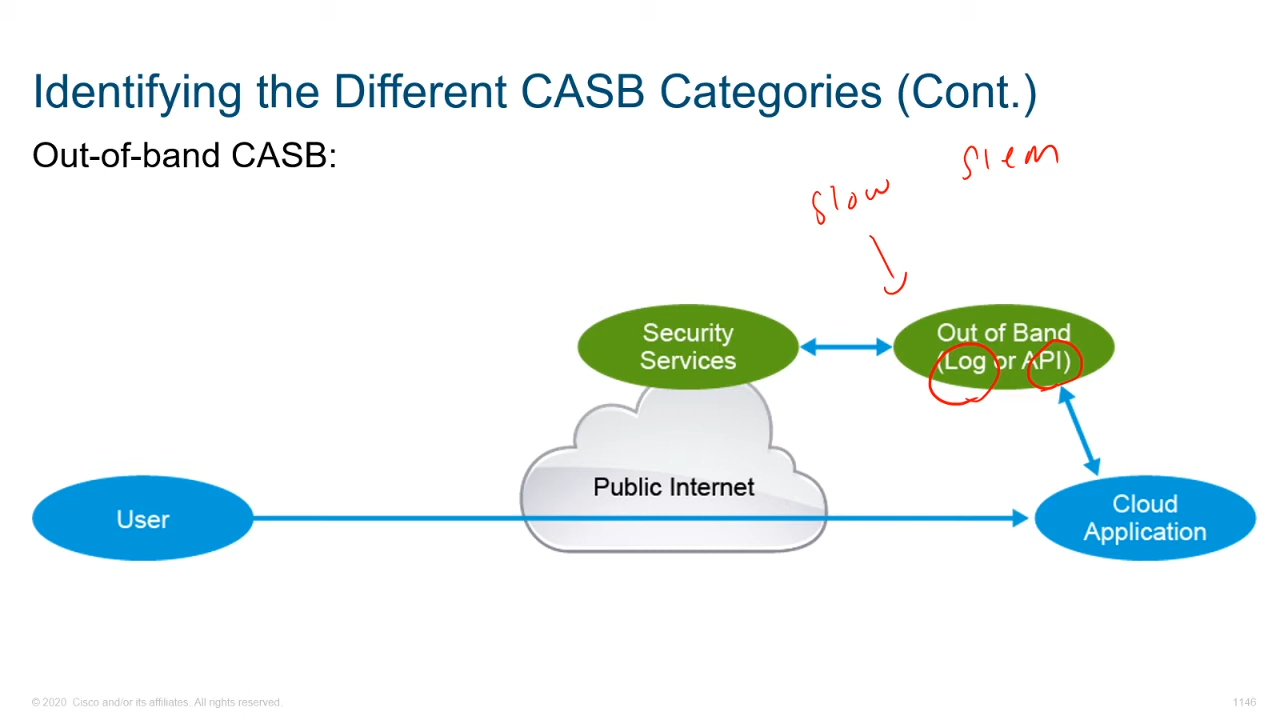 Identifying the Different CASB Categories (Cont.)
Out-of-band CASB:
slow
siem
Security
Services
Out of Band
(Log or API)
Public Internet
User
Cloud
Application
© 2020 Cisco and/or its affiliates. All rights reserved.
1146